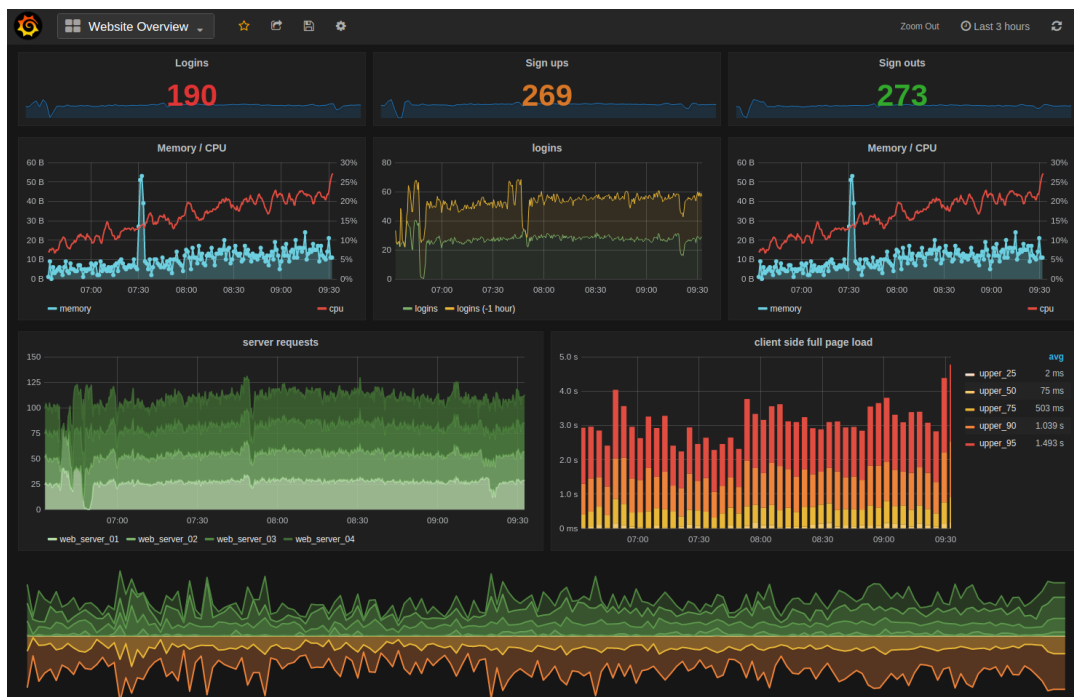 Website Overview
Zoom Out
Last 3 hours
Logins
190
Sign ups
269
Sign outs
273
Memory / CPU
60 B
50 B
40 B
30 B
20 B
10 B
0 B
30%
25%
20%
15%
10%
5%
0%
07:00 07:30 08:00 08:30 09:00 09:30
memory
cpu
logins
80
60
40
20
0
07:00 07:30 08:00 08:30 09:00 09:30
logins logins (-1 hour)
Memory / CPU
60 B
50 B
40 B
30 B
20 B
10 B
0 B
30%
25%
20%
15%
10%
5%
0%
07:00 07:30 08:00 08:30 09:00 09:30
memory
cpu
server requests
150
125
100
75
50
25
0
07:00 07:30 08:00 08:30 09:00 09:30
web_server_01 web_server_02 web_server_03 web_server_04
client side full page load
5.0 s
4.0 s
3.0 s
2.0 s
1.0 s
0 ms
07:00 07:30 08:00 08:30 09:00 09:30
avg
upper_25 2 ms
upper_50 75 ms
upper_75 503 ms
upper_90 1.039 s
upper_95 1.493 s